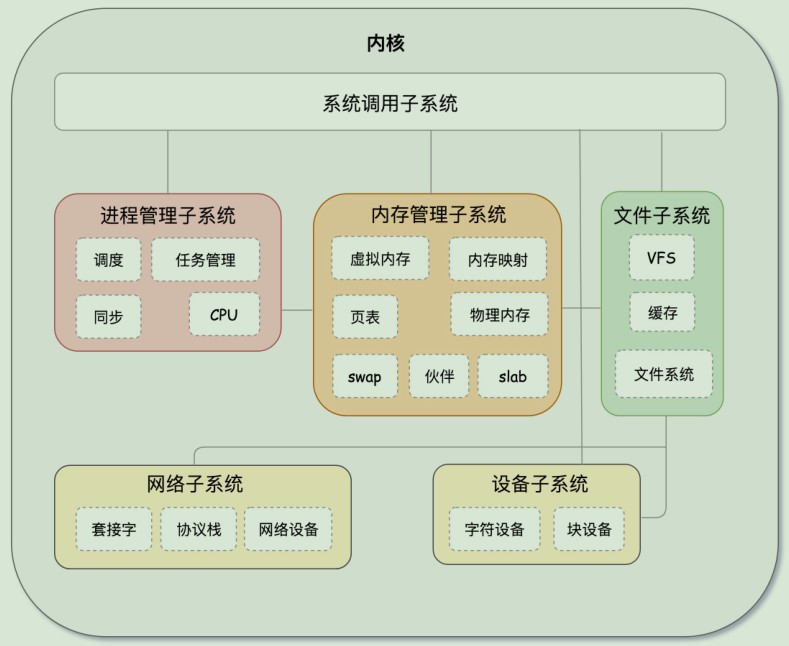 内核
系统调用子系统
进程管理子系统
调度
任务管理
同步
CPU
内存管理子系统
虚拟内存
内存映射
页表
物理内存
swap
伙伴
slab
文件子系统
VFS
缓存
文件系统
网络子系统
套接字
协议栈
网络设备
设备子系统
字符设备
块设备